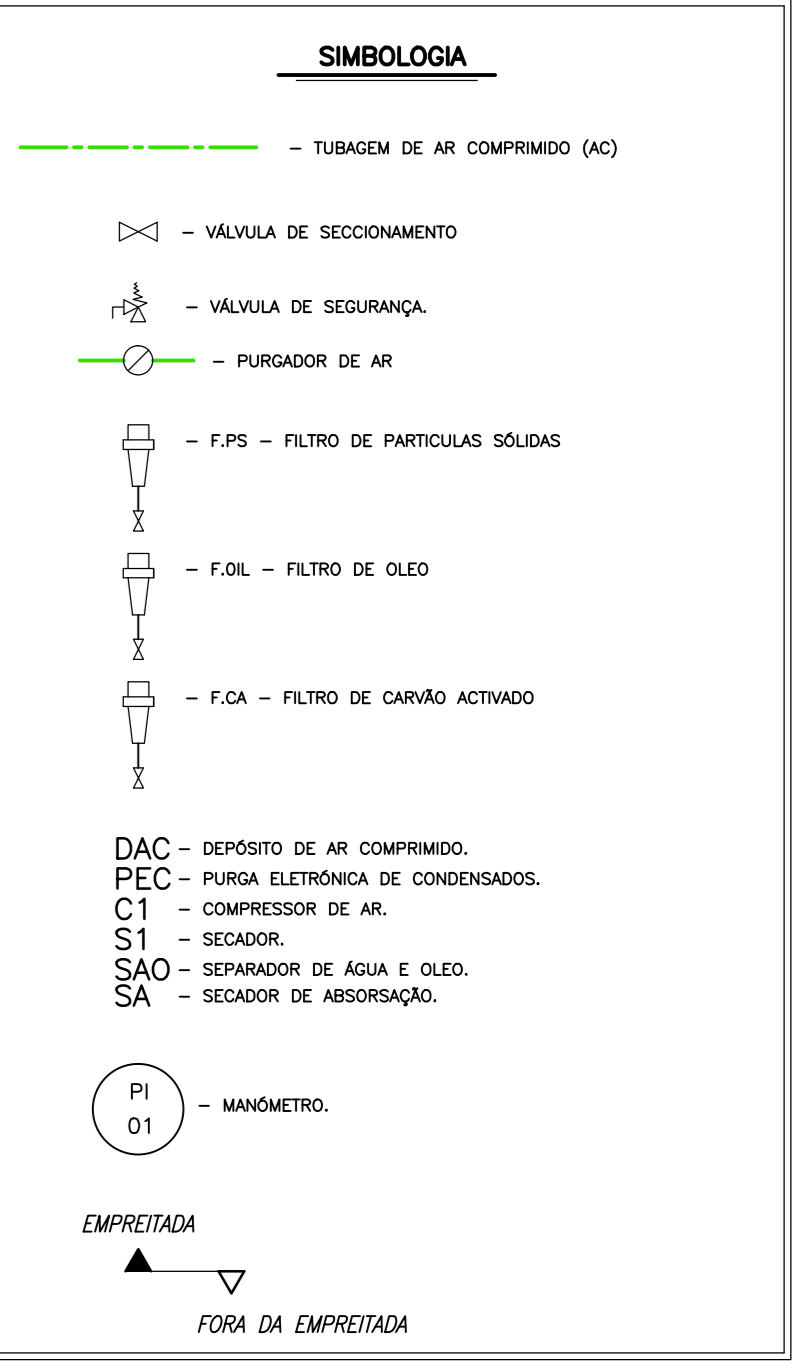 SIMBOLOGIA
– TUBAGEM DE AR COMPRIMIDO (AC)
– VÁLVULA DE SECCIONAMENTO
– VÁLVULA DE SEGURANÇA.
– PURGADOR DE AR
– F.PS – FILTRO DE PARTICULAS SÓLIDAS
– F.OIL – FILTRO DE OLEO
– F.CA – FILTRO DE CARVÃO ACTIVADO
DAC – DEPÓSITO DE AR COMPRIMIDO.
PEC – PURGA ELETRÓNICA DE CONDENSADOS.
C1 – COMPRESSOR DE AR.
S1 – SECADOR.
SAO – SEPARADOR DE ÁGUA E OLEO.
SA – SECADOR DE ABSORSAÇÃO.
PI
01
– MANÓMETRO.
EMPREITADA
FORA DA EMPREITADA